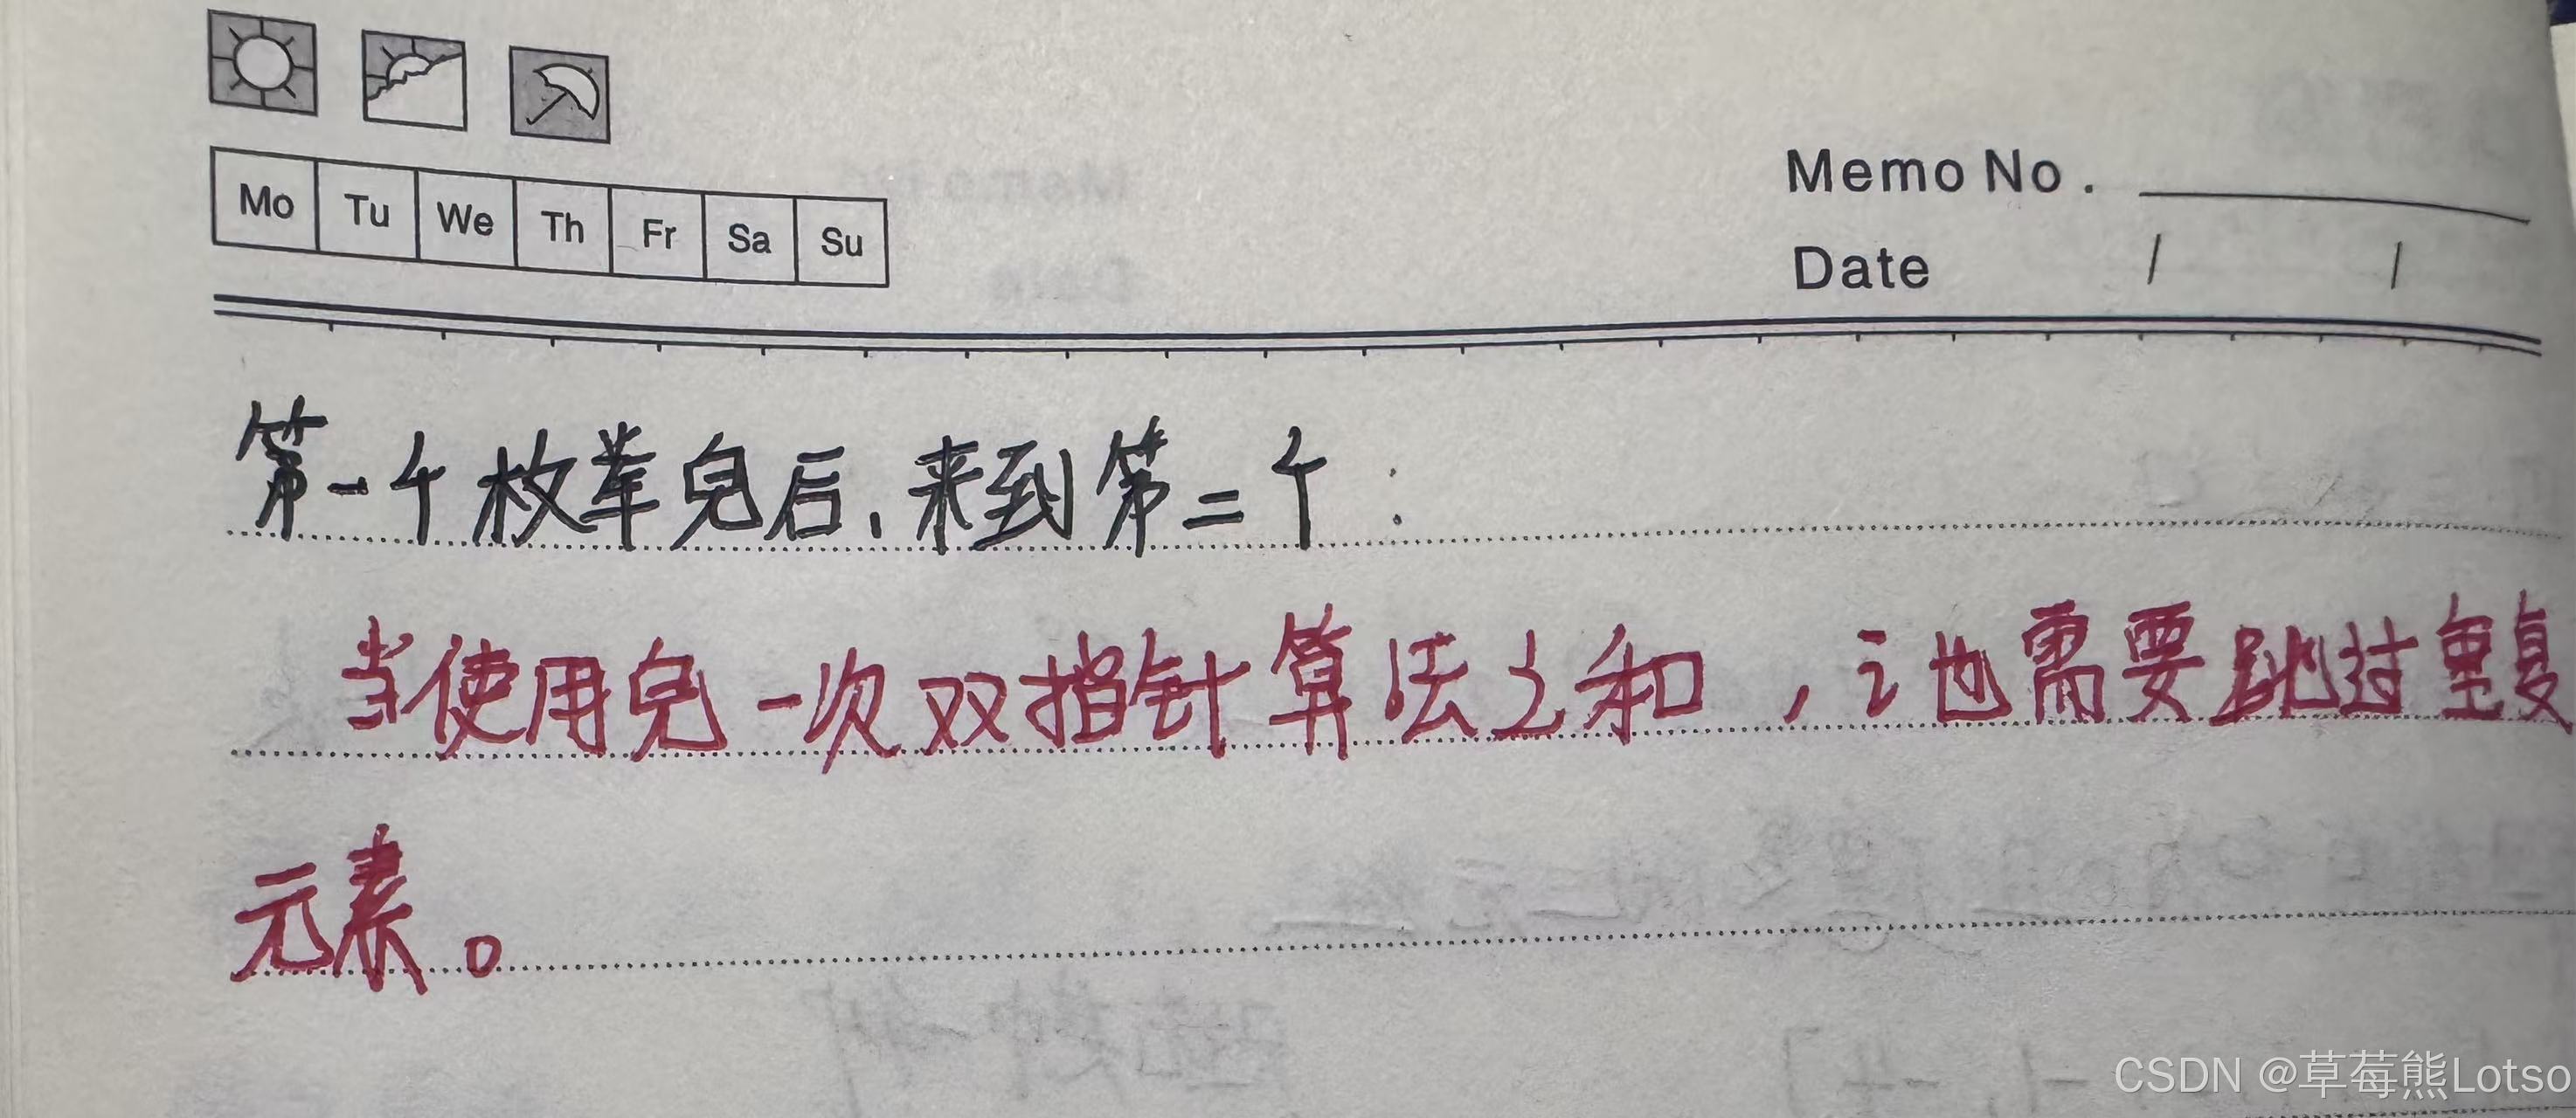 Mo Tu We Th Fr Sa Su
Memo No.
Date / /
第一个枚举完后、来到第二个:
当使用完一次双指针算法之和,i也需要跳过重复
元素。
CSDN @草莓熊Lotso